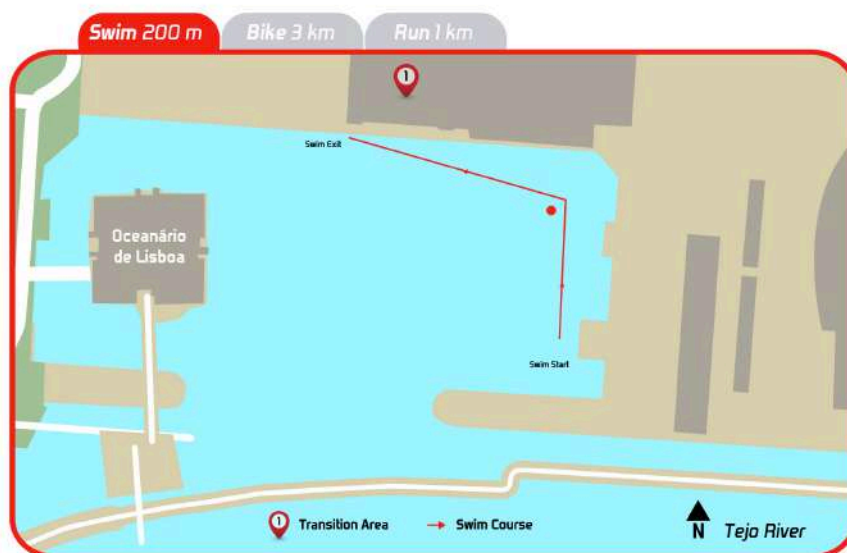 Swim 200 m
Bike 3 km
Run 1 km
1
Swim Exit
Oceanário
de Lisboa
Swim Start
1 Transition Area
Swim Course
N
Tejo River